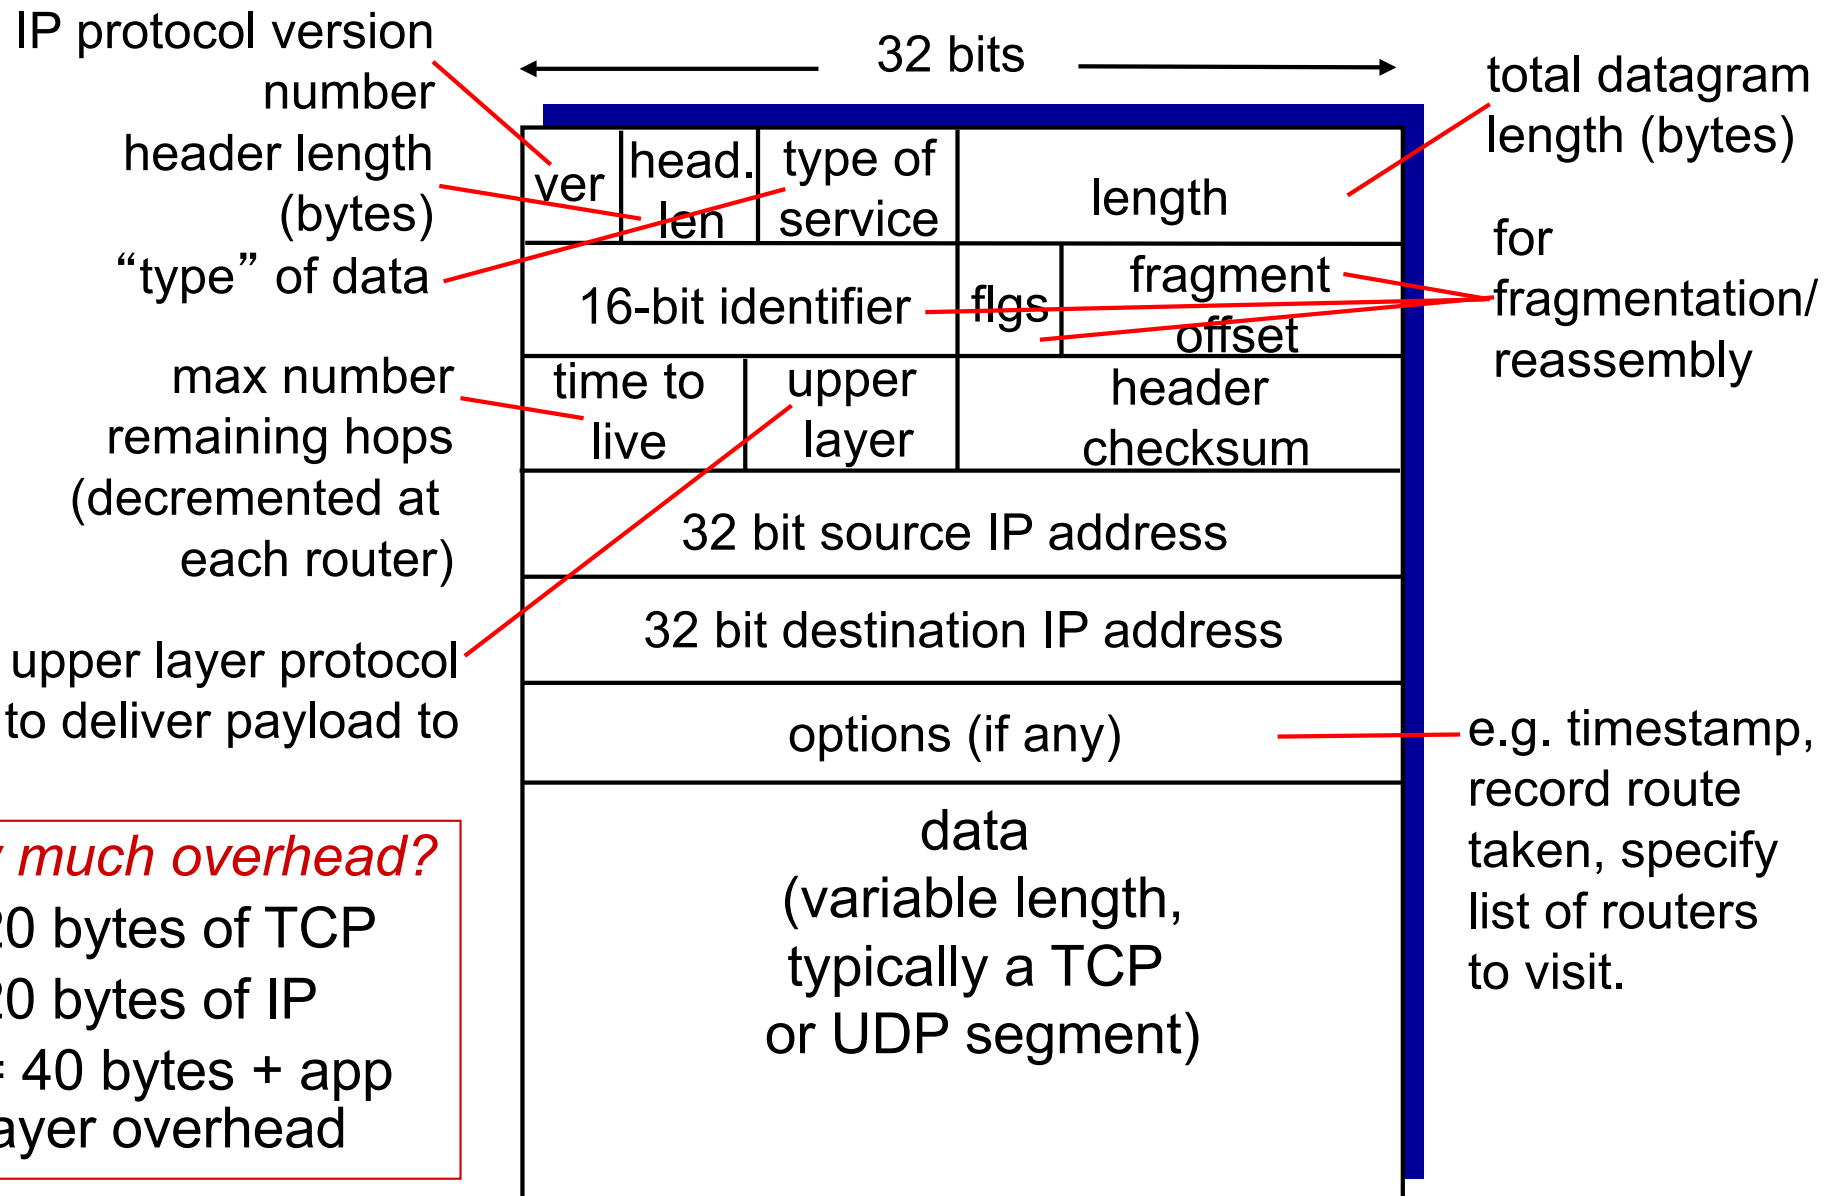 IP protocol version
number
header length
(bytes)
“type” of data
max number
remaining hops
(decremented at
each router)
upper layer protocol
to deliver payload to
much overhead?
20 bytes of TCP
20 bytes of IP
= 40 bytes + app
layer overhead
32 bits
ver
head.
len
type of
service
length
16-bit identifier
flgs
fragment
offset
time to
live
upper
layer
header
checksum
32 bit source IP address
32 bit destination IP address
options (if any)
data
(variable length,
typically a TCP
or UDP segment)
total datagram
length (bytes)
for
fragmentation/
reassembly
e.g. timestamp,
record route
taken, specify
list of routers
to visit.